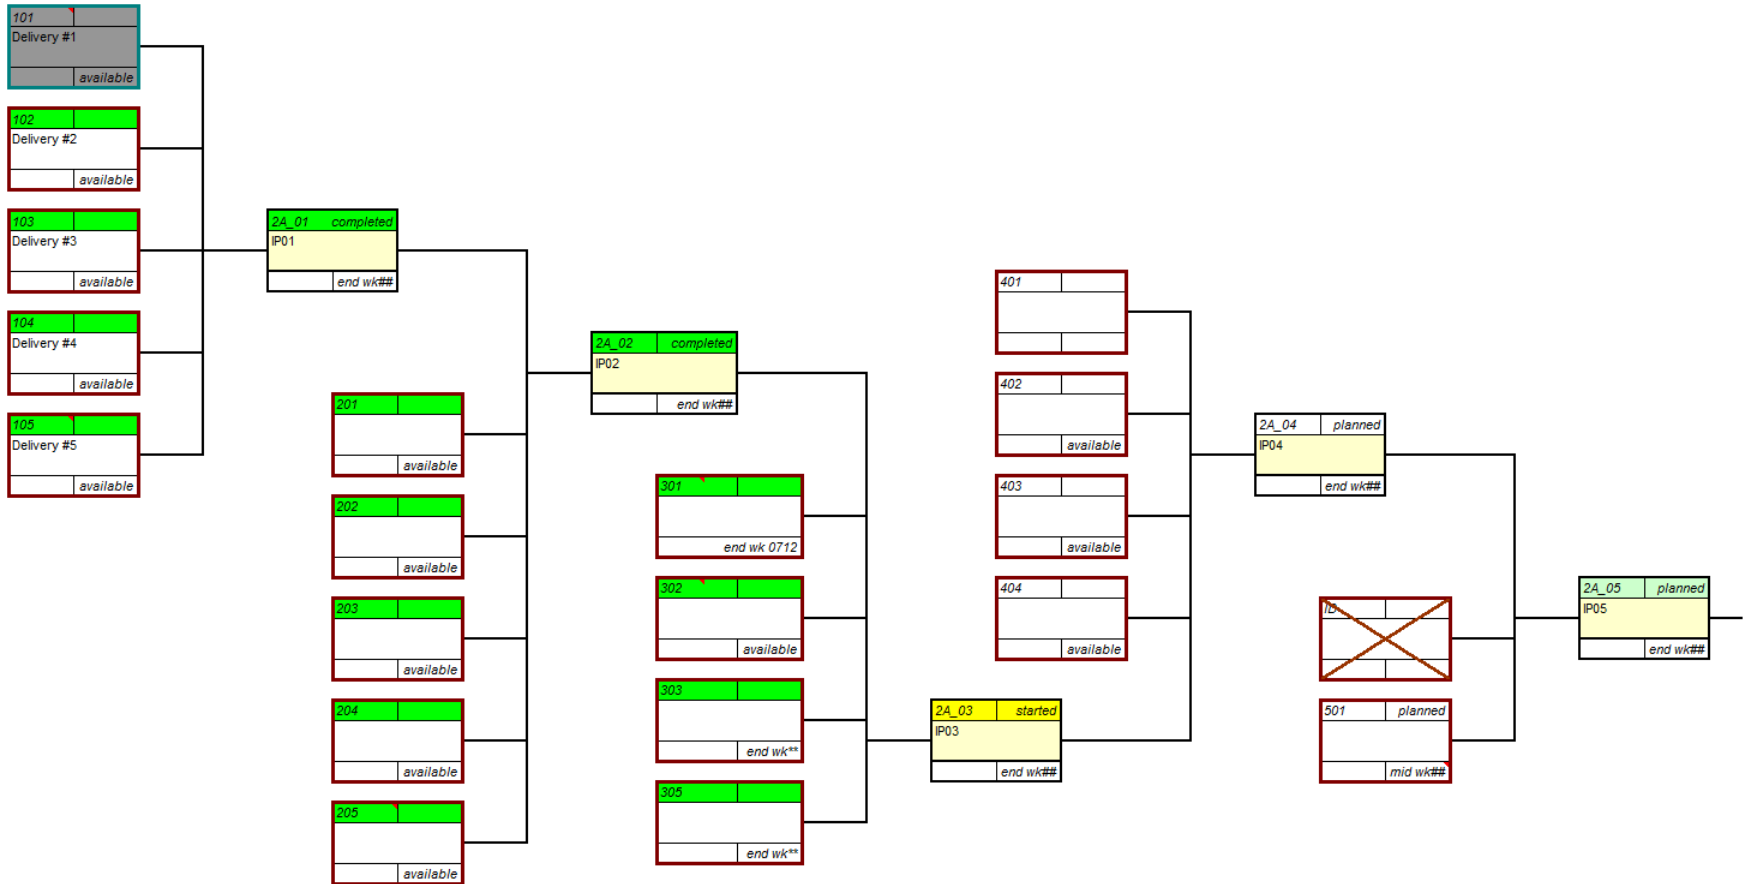 101
Delivery #1
available
102
Delivery #2
available
103
Delivery #3
available
104
Delivery #4
available
105
Delivery #5
available
2A_01 completed
IP01
end wk##
201
available
202
available
203
available
204
available
205
available
2A_02 completed
IP02
end wk##
301
end wk 0712
302
available
303
end wk**
305
end wk**
2A_03 started
IP03
end wk##
401
402
available
403
available
404
available
2A_04 planned
IP04
end wk##
ID
501 planned
mid wk##
2A_05 planned
IP05
end wk##